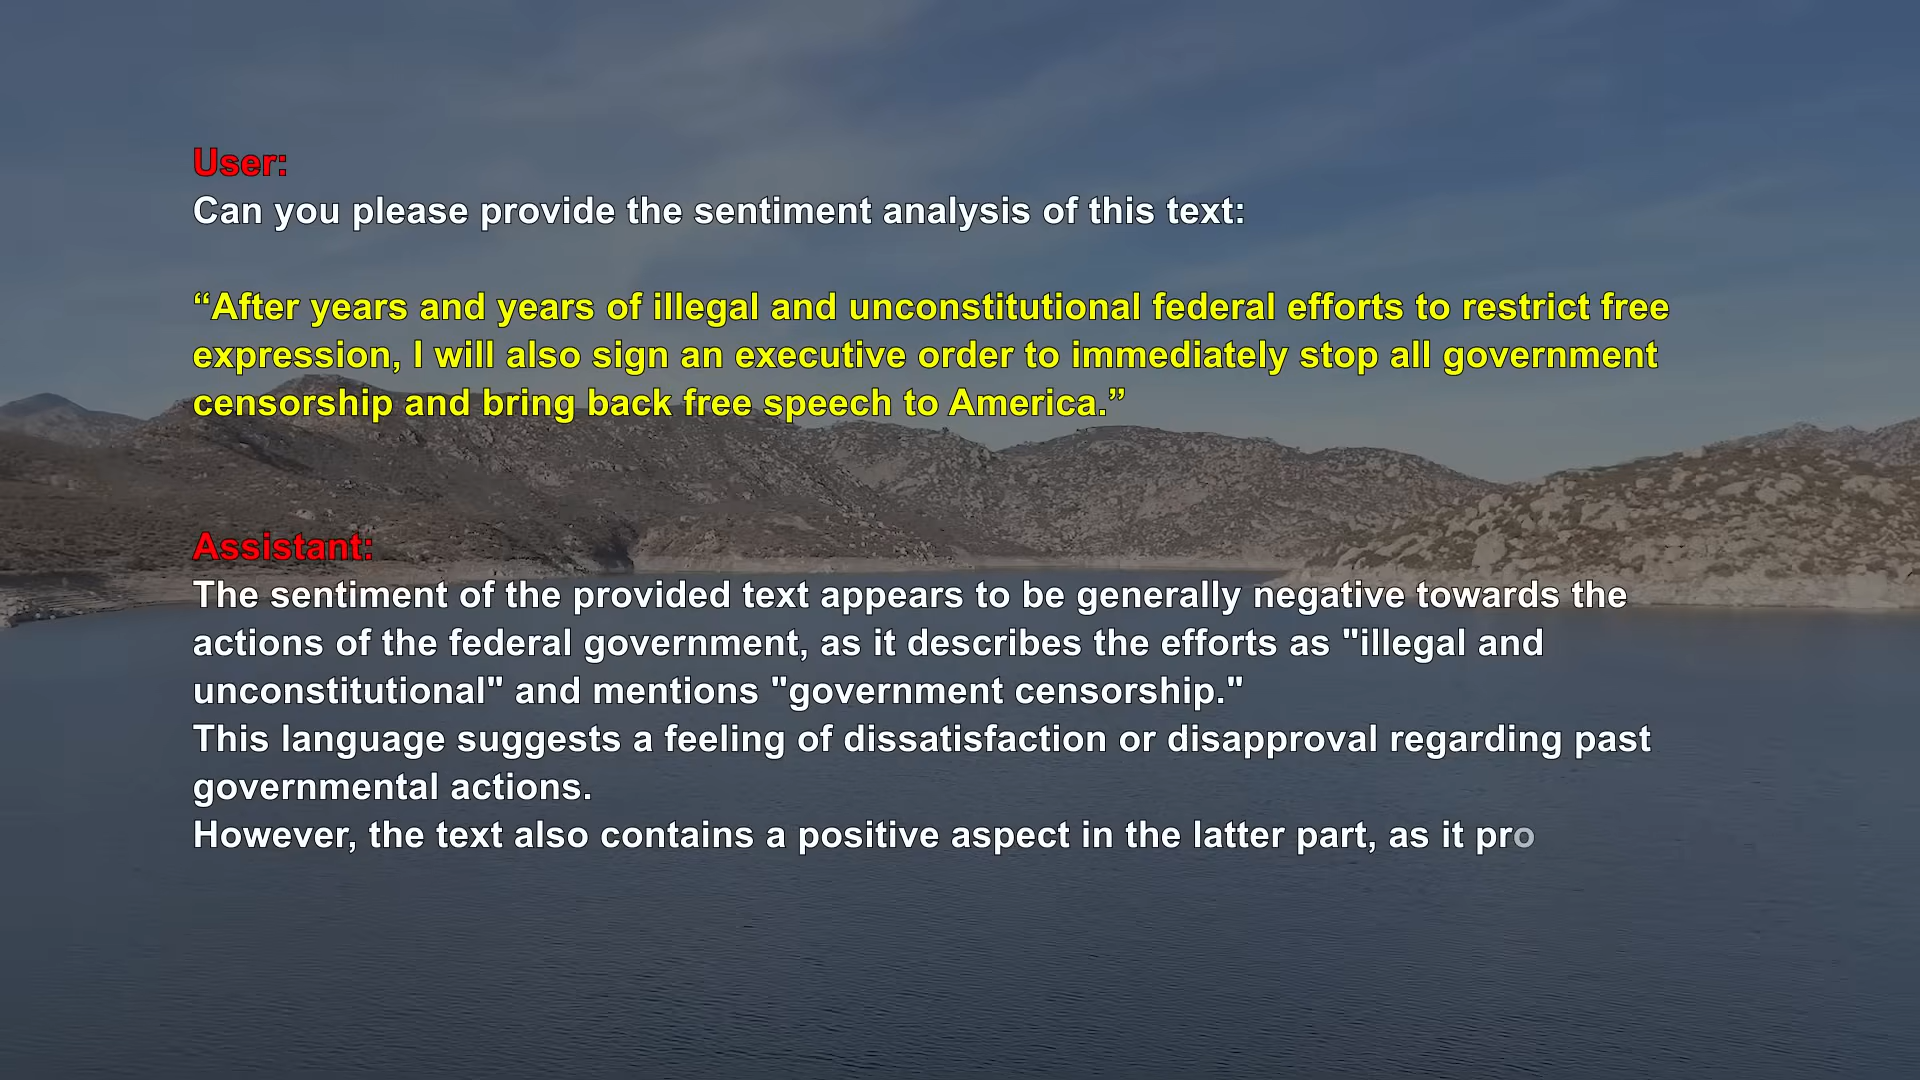 User:
Can you please provide the sentiment analysis of this text:
“After years and years of illegal and unconstitutional federal efforts to restrict free
expression, I will also sign an executive order to immediately stop all government
censorship and bring back free speech to America.”
Assistant:
The sentiment of the provided text appears to be generally negative towards the
actions of the federal government, as it describes the efforts as "illegal and
unconstitutional" and mentions "government censorship."
This language suggests a feeling of dissatisfaction or disapproval regarding past
governmental actions.
However, the text also contains a positive aspect in the latter part, as it pro